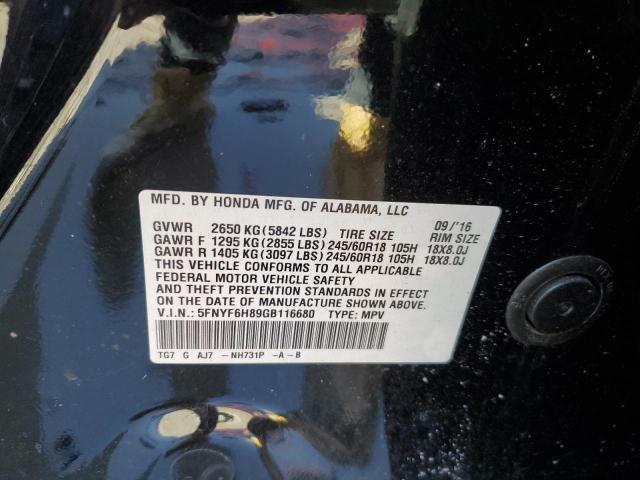 MFD. BY HONDA MFG. OF ALABAMA, LLC 09/'16
GVWR 2650 KG (5842 LBS) TIRE SIZE RIM SIZE
GAWR F 1295 KG (2855 LBS) 245/60R18 105H 18X8.0J
GAWR R 1405 KG (3097 LBS) 245/60R18 105H 18X8.0J
THIS VEHICLE CONFORMS TO ALL APPLICABLE
FEDERAL MOTOR VEHICLE SAFETY
AND THEFT PREVENTION STANDARDS IN EFFECT
ON THE DATE OF MANUFACTURE SHOWN ABOVE.
V.I.N.: 5FNYF6H89GB116680 TYPE: MPV
TG7 G AJ7 -NH731P -A-B